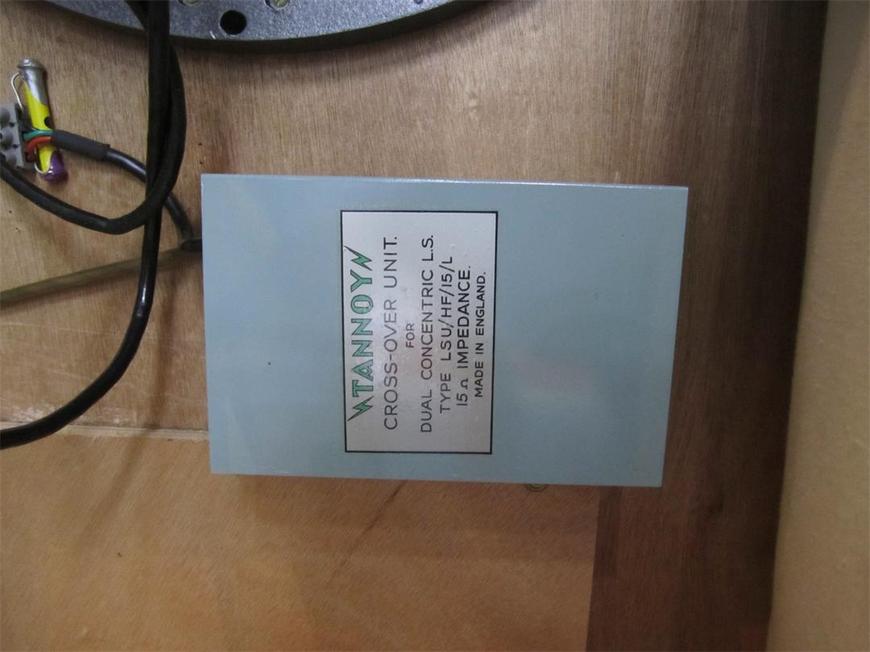 TANNOY
CROSS-OVER UNIT.
FOR
DUAL CONCENTRIC L.S.
TYPE LSU/HF/15/L
15 Ω IMPEDANCE.
MADE IN ENGLAND.